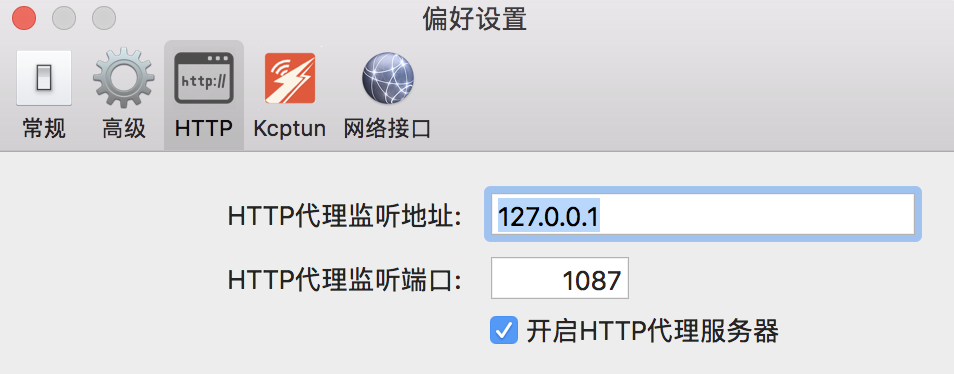 偏好设置
http://
常规 高级 HTTP Kcptun 网络接口
HTTP代理监听地址: 127.0.0.1
HTTP代理监听端口: 1087
开启HTTP代理服务器